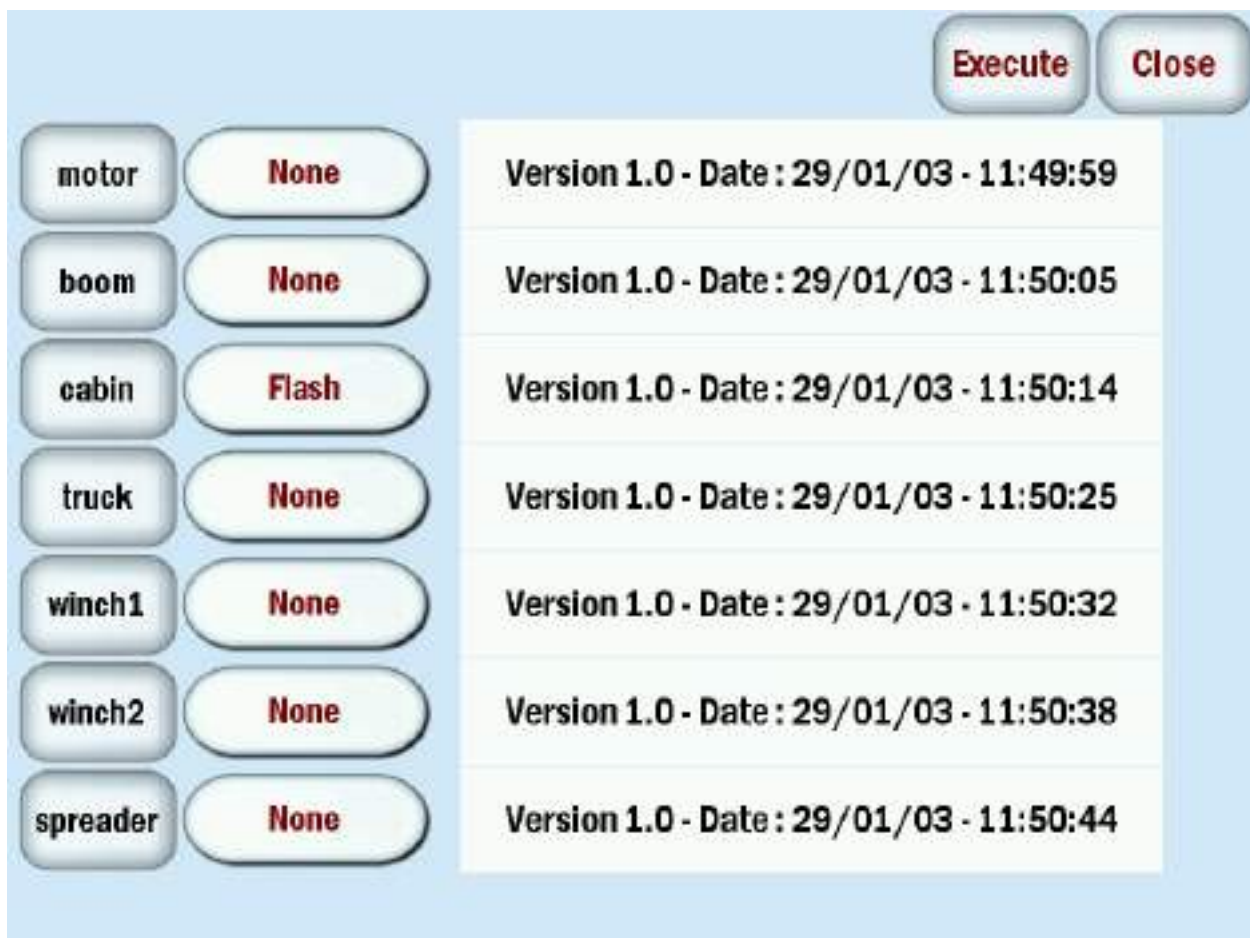 Execute Close
motor None Version 1.0 - Date : 29/01/03 - 11:49:59
boom None Version 1.0 - Date : 29/01/03 - 11:50:05
cabin Flash Version 1.0 - Date : 29/01/03 - 11:50:14
truck None Version 1.0 - Date : 29/01/03 - 11:50:25
winch1 None Version 1.0 - Date : 29/01/03 - 11:50:32
winch2 None Version 1.0 - Date : 29/01/03 - 11:50:38
spreader None Version 1.0 - Date : 29/01/03 - 11:50:44